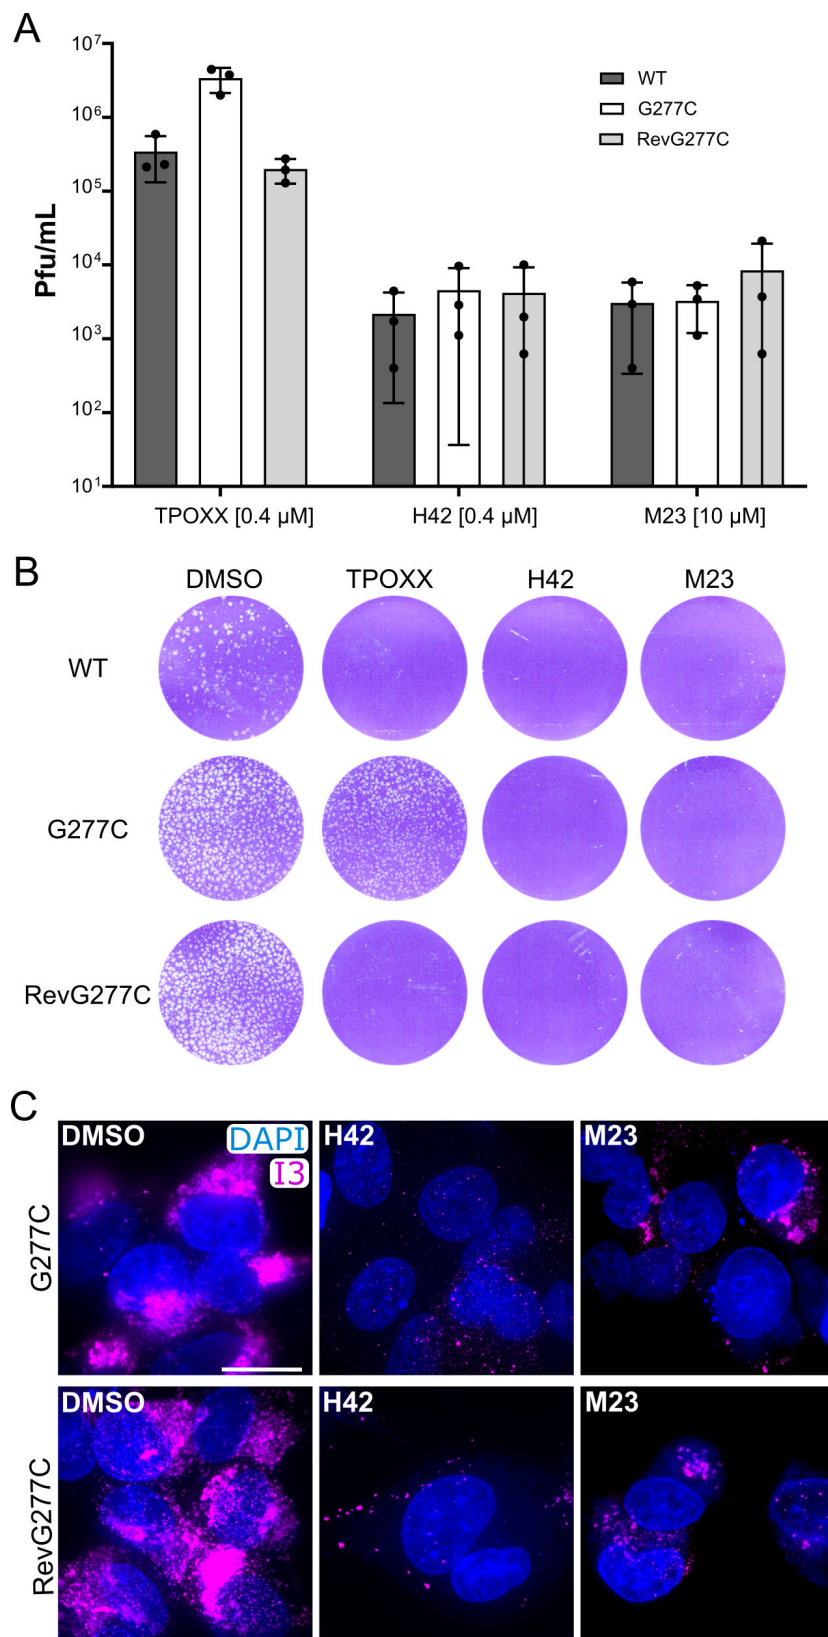 A
10⁷
10⁶
10⁵
10⁴
10³
10²
10¹
Pfu/mL
WT
G277C
RevG277C
TPOXX [0.4 µM]
H42 [0.4 µM]
M23 [10 µM]
B
DMSO
TPOXX
H42
M23
WT
G277C
RevG277C
C
G277C
DMSO
DAPI
I3
H42
M23
RevG277C
DMSO
H42
M23